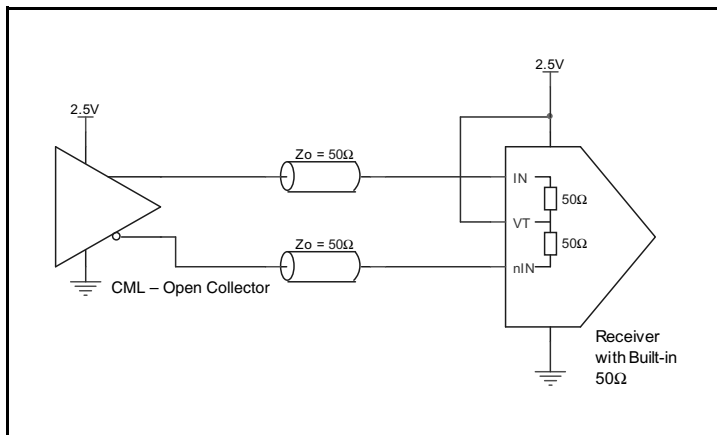 2.5V
2.5V
Zo = 50Ω
IN
50Ω
VT
50Ω
Zo = 50Ω
nIN
CML – Open Collector
Receiver
with Built-in
50Ω